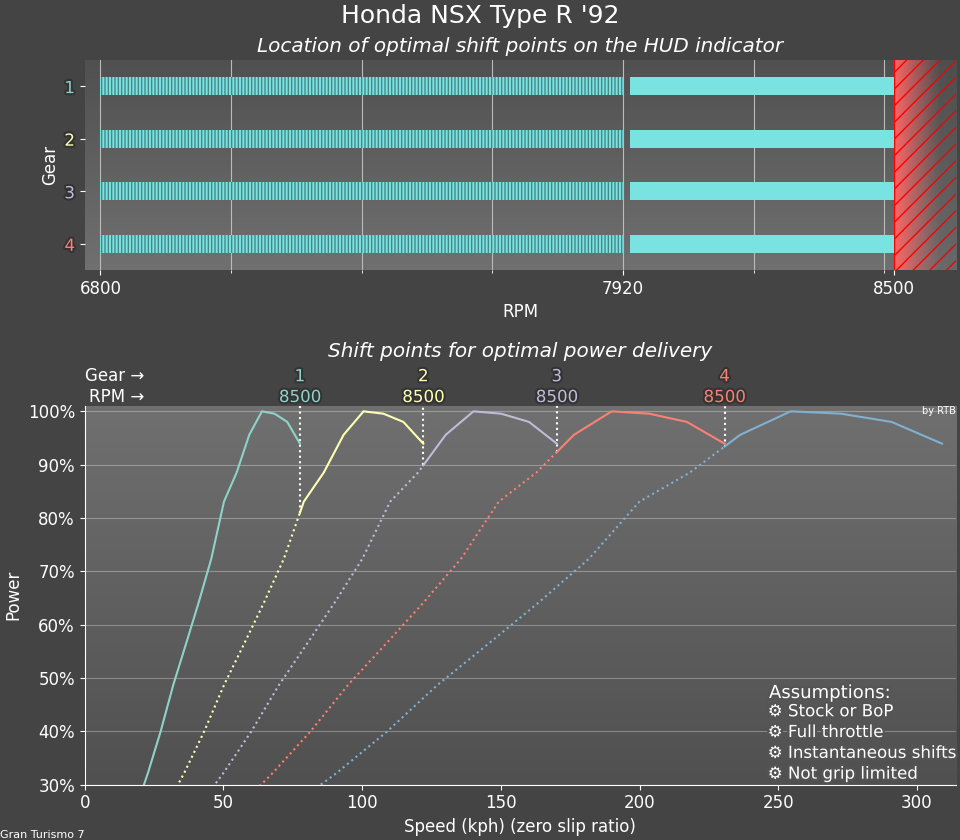 Honda NSX Type R '92
Location of optimal shift points on the HUD indicator
Gear
1
2
3
4
6800 7920 8500
RPM
Shift points for optimal power delivery
Gear → 1 2 3 4
RPM → 8500 8500 8500 8500
by RTB
Power
100%
90%
80%
70%
60%
50%
40%
30%
Assumptions:
⚙ Stock or BoP
⚙ Full throttle
⚙ Instantaneous shifts
⚙ Not grip limited
0 50 100 150 200 250 300
Speed (kph) (zero slip ratio)
Gran Turismo 7